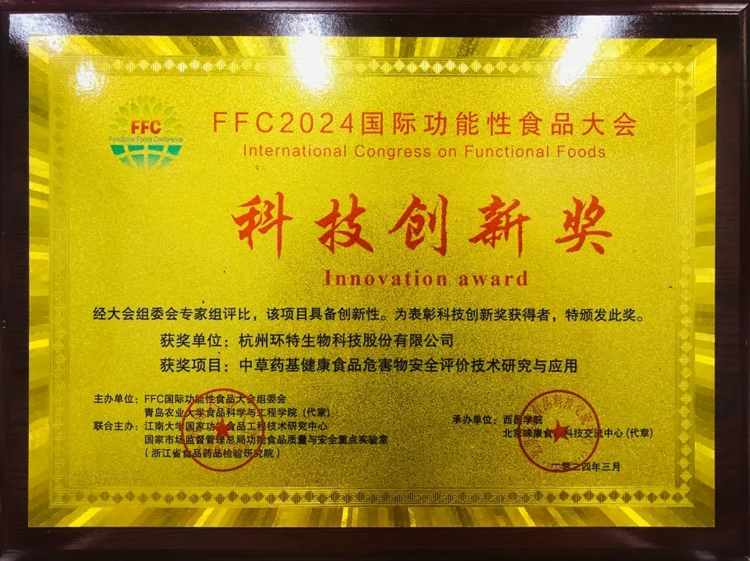 FFC
Functional Foods Conference
FFC2024国际功能性食品大会
International Congress on Functional Foods
科技创新奖
Innovation award
经大会组委会专家组评比，该项目具备创新性。为表彰科技创新奖获得者，特颁发此奖。
获奖单位：杭州环特生物科技股份有限公司
获奖项目：中草药基健康食品危害物安全评价技术研究与应用
主办单位：FFC国际功能性食品大会组委会
青岛农业大学食品科学与工程学院（代章）
联合主办：江南大学国家功能食品工程技术研究中心
国家市场监督管理总局功能食品质量与安全重点实验室
（浙江省食品药品检验研究院）
承办单位：西昌学院
北京 康食 科技交流中心（代章）
二〇二四年三月